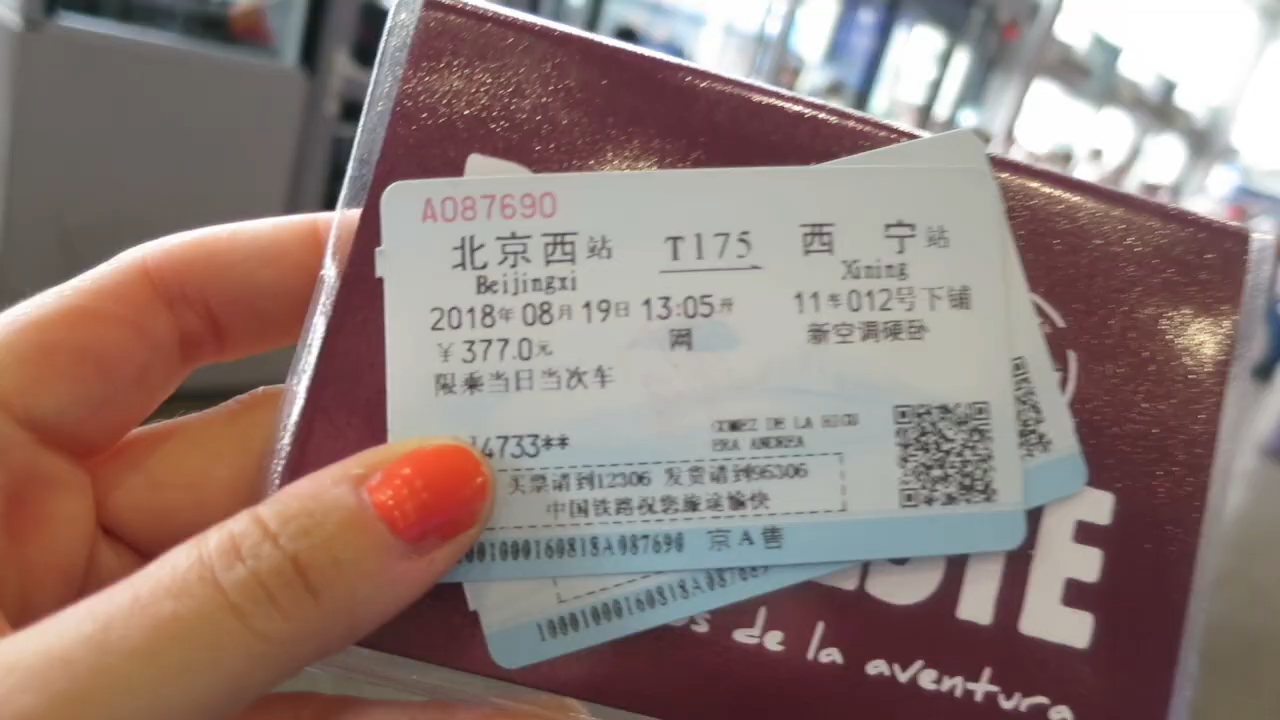 A087690
北京西站 T175 西宁站
Beijingxi Xining
2018年08月19日 13:05开 11车012号下铺
￥377.0元 网 新空调硬卧
限乘当日当次车
4733**
GOMEZ DE LA HIGU
ERA ANDREA
买票请到12306 发货请到95306
中国铁路祝您旅途愉快
0001000160818A087690 京A售
10001000160818A0876
de la aventura